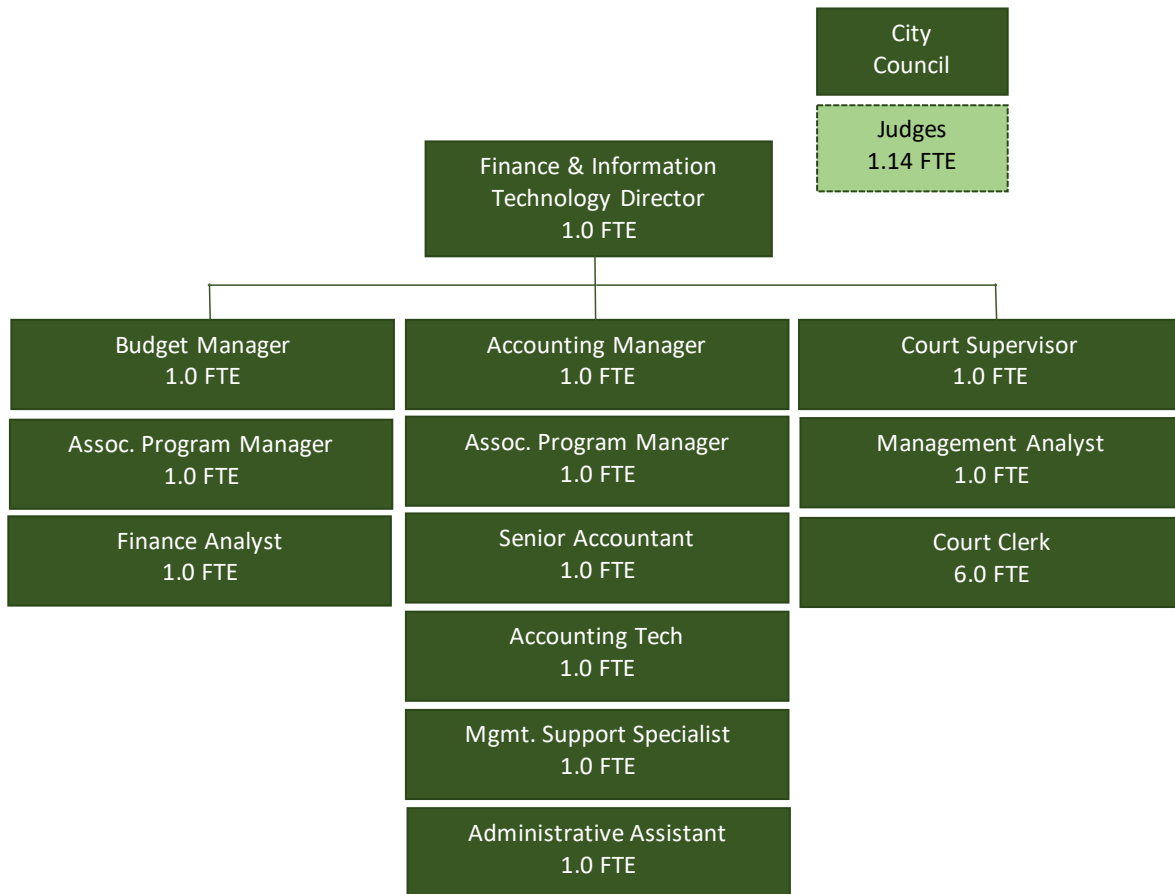 City
Council
Judges
1.14 FTE
Finance & Information
Technology Director
1.0 FTE
Budget Manager
1.0 FTE
Assoc. Program Manager
1.0 FTE
Finance Analyst
1.0 FTE
Accounting Manager
1.0 FTE
Assoc. Program Manager
1.0 FTE
Senior Accountant
1.0 FTE
Accounting Tech
1.0 FTE
Mgmt. Support Specialist
1.0 FTE
Administrative Assistant
1.0 FTE
Court Supervisor
1.0 FTE
Management Analyst
1.0 FTE
Court Clerk
6.0 FTE